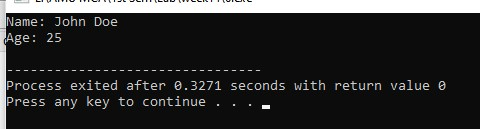 Name: John Doe
Age: 25
--------------------------------
Process exited after 0.3271 seconds with return value 0
Press any key to continue . . .